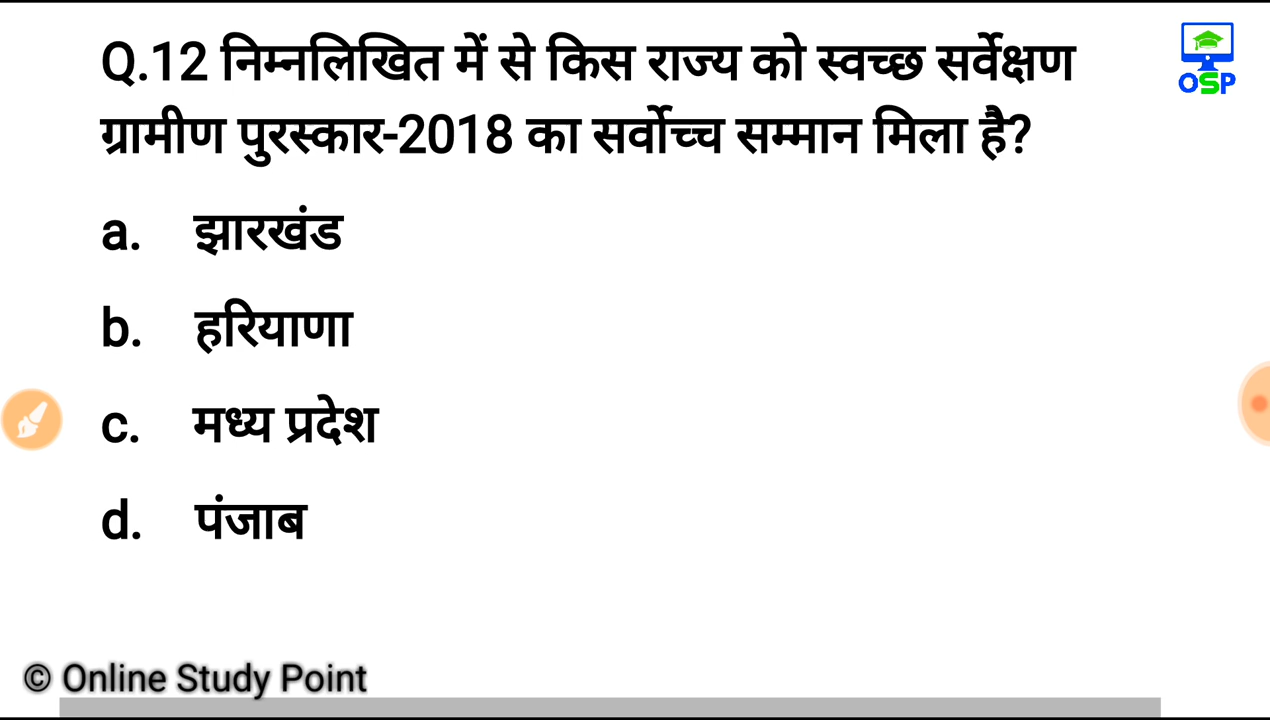 Q.12 निम्नलिखित में से किस राज्य को स्वच्छ सर्वेक्षण
ग्रामीण पुरस्कार-2018 का सर्वोच्च सम्मान मिला है?
OSP
a. झारखंड
b. हरियाणा
c. मध्य प्रदेश
d. पंजाब
© Online Study Point